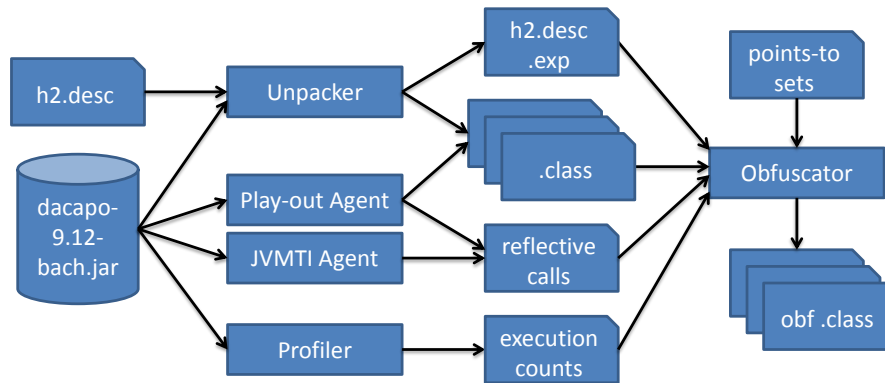 h2.desc
dacapo-
9.12-
bach.jar
Unpacker
Play-out Agent
JVMTI Agent
Profiler
h2.desc
.exp
.class
reflective
calls
execution
counts
points-to
sets
Obfuscator
obf .class